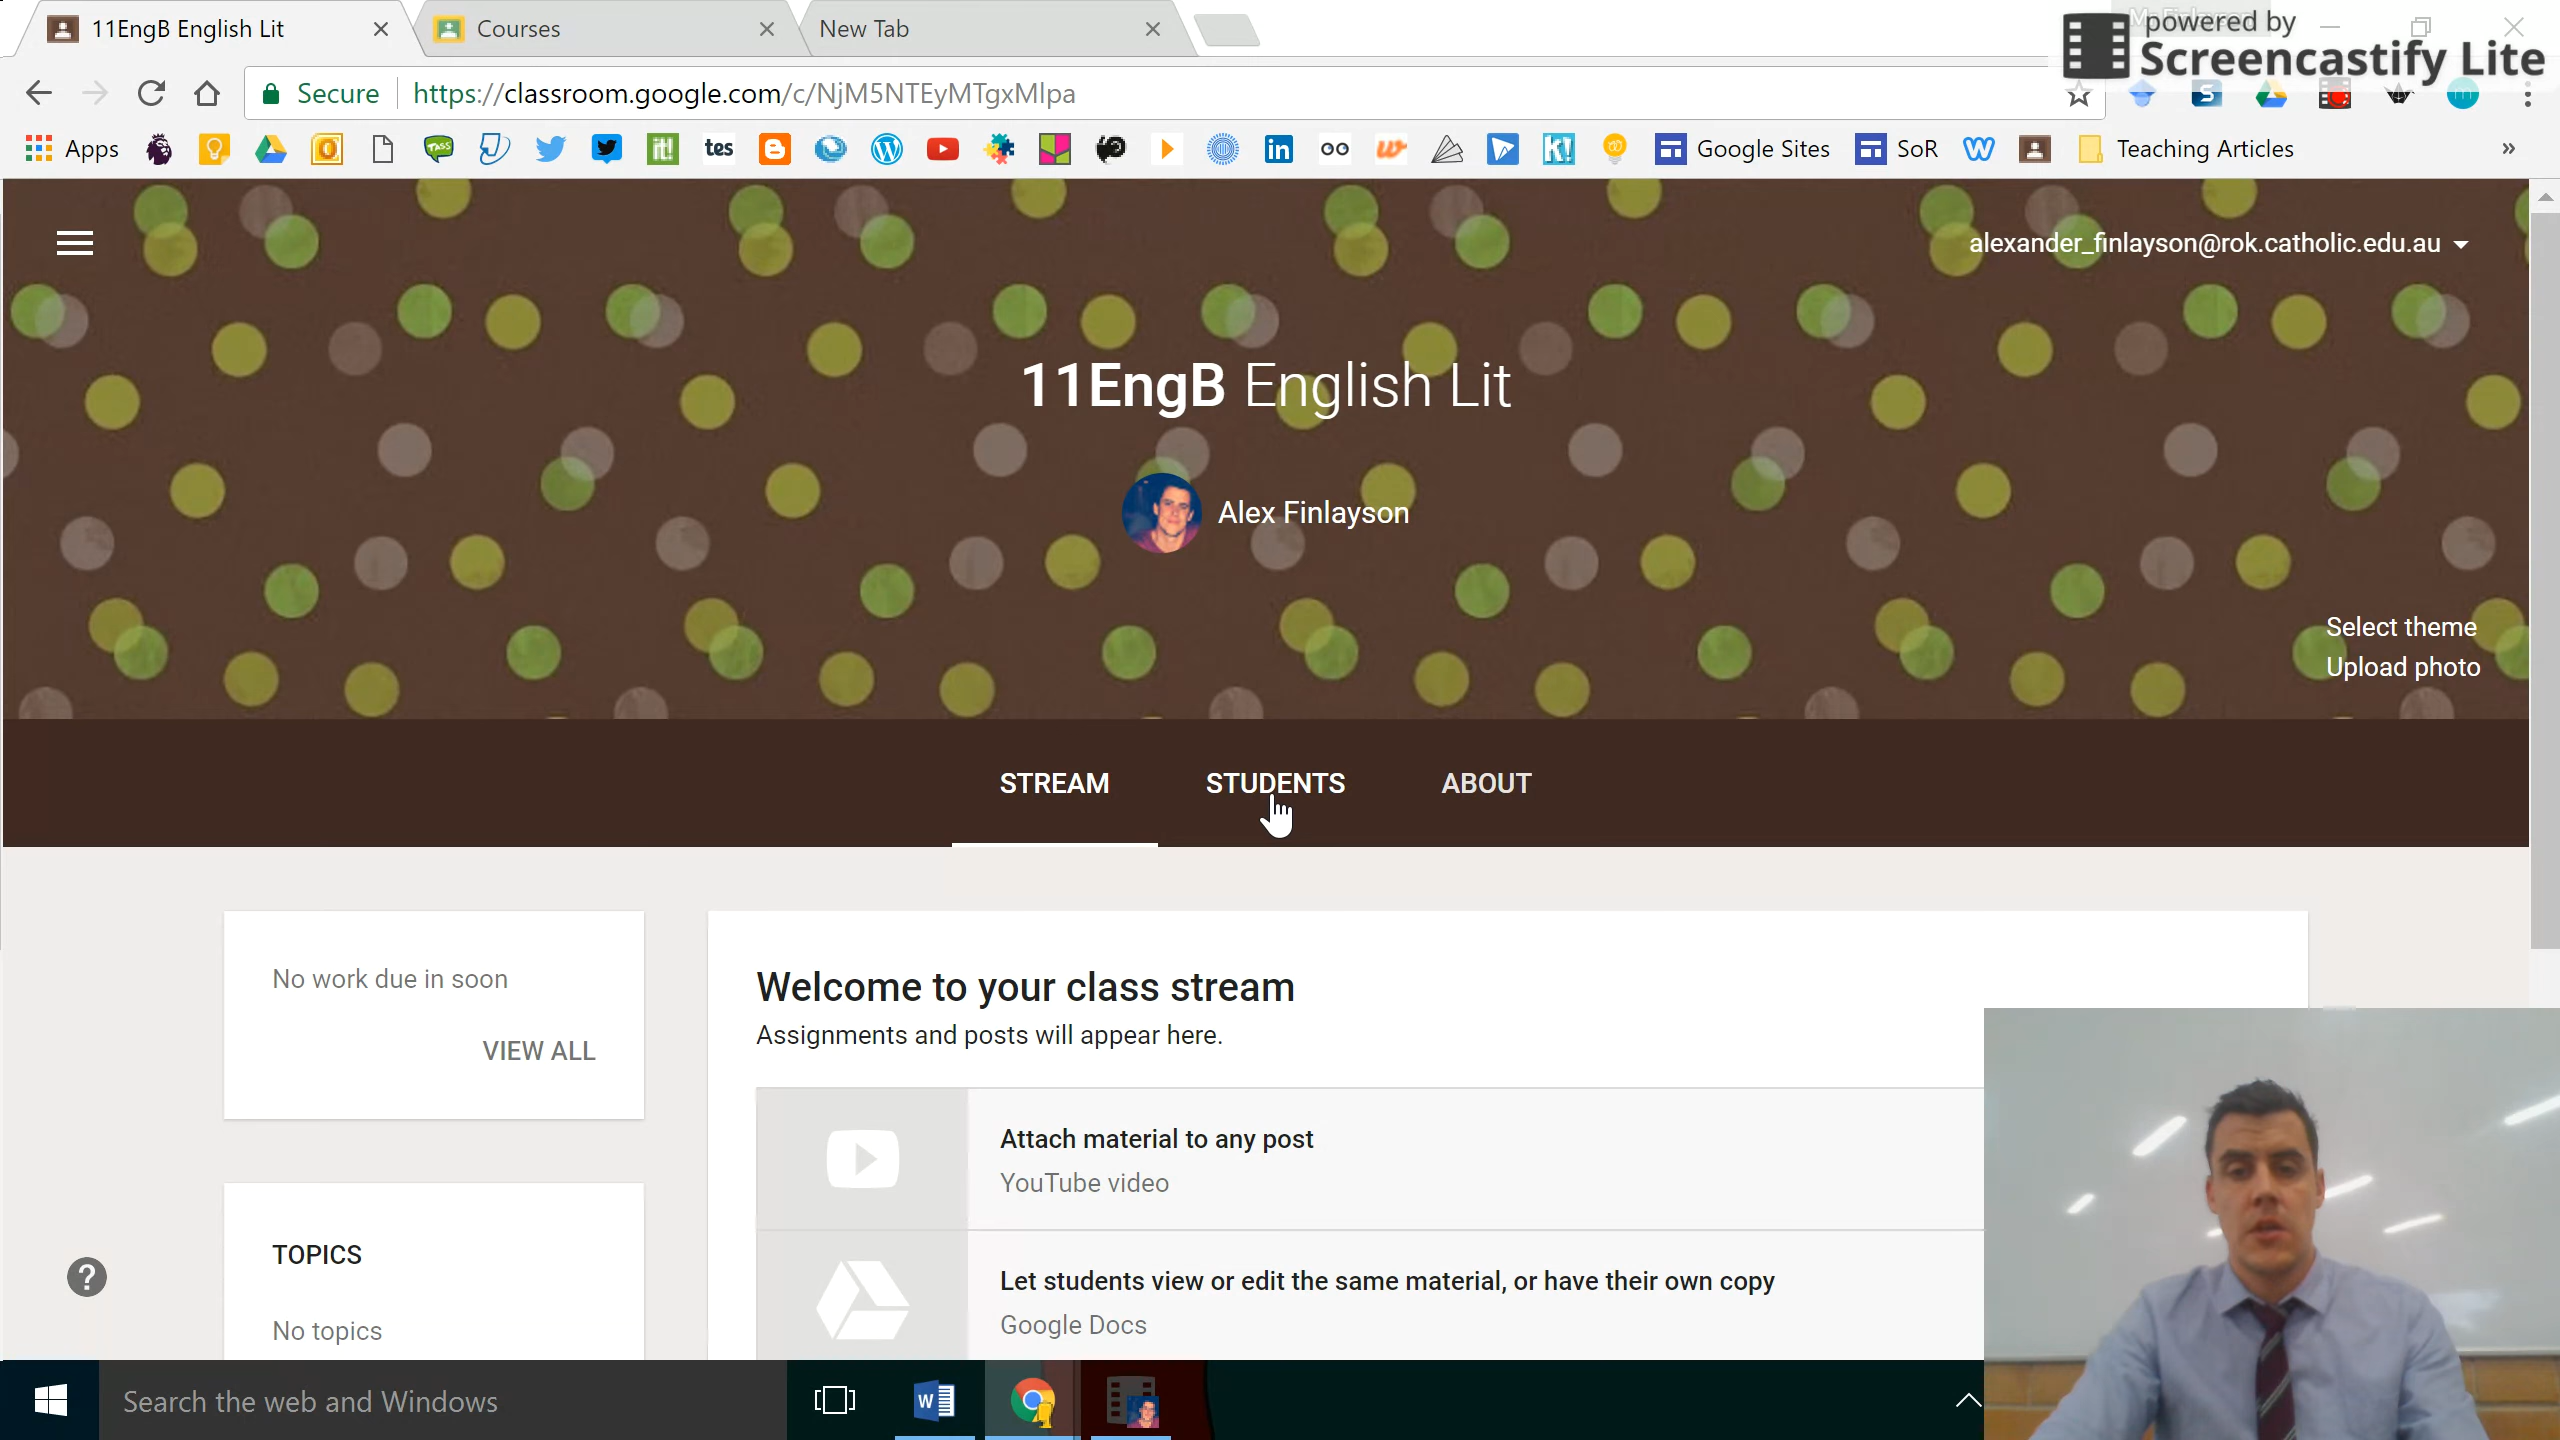 11EngB English Lit
Courses
New Tab
powered by
Screencastify Lite
Secure
https://classroom.google.com/c/NjM5NTEyMTgxMlpa
Apps
TASS
it!
tes
in
K!
Google Sites
SoR
Teaching Articles
»
alexander_finlayson@rok.catholic.edu.au
11EngB English Lit
Alex Finlayson
Select theme
Upload photo
STREAM
STUDENTS
ABOUT
No work due in soon
VIEW ALL
Welcome to your class stream
Assignments and posts will appear here.
Attach material to any post
YouTube video
TOPICS
Let students view or edit the same material, or have their own copy
Google Docs
No topics
?
Search the web and Windows
W